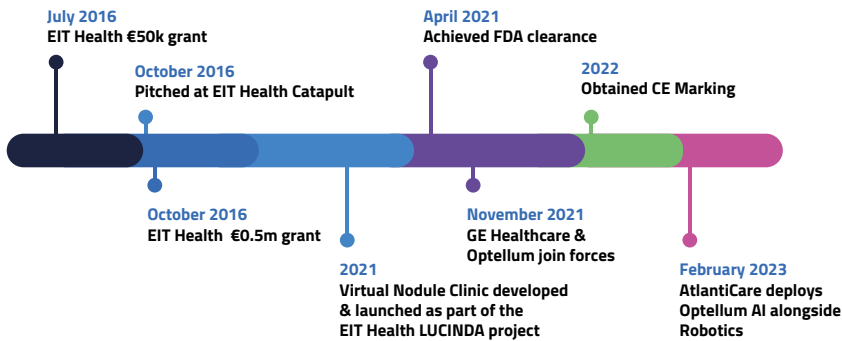 July 2016
EIT Health €50k grant
October 2016
Pitched at EIT Health Catapult
October 2016
EIT Health  €0.5m grant
2021
Virtual Nodule Clinic developed
& launched as part of the
EIT Health LUCINDA project
April 2021
Achieved FDA clearance
November 2021
GE Healthcare &
Optellum join forces
2022
Obtained CE Marking
February 2023
AtlantiCare deploys
Optellum AI alongside
Robotics